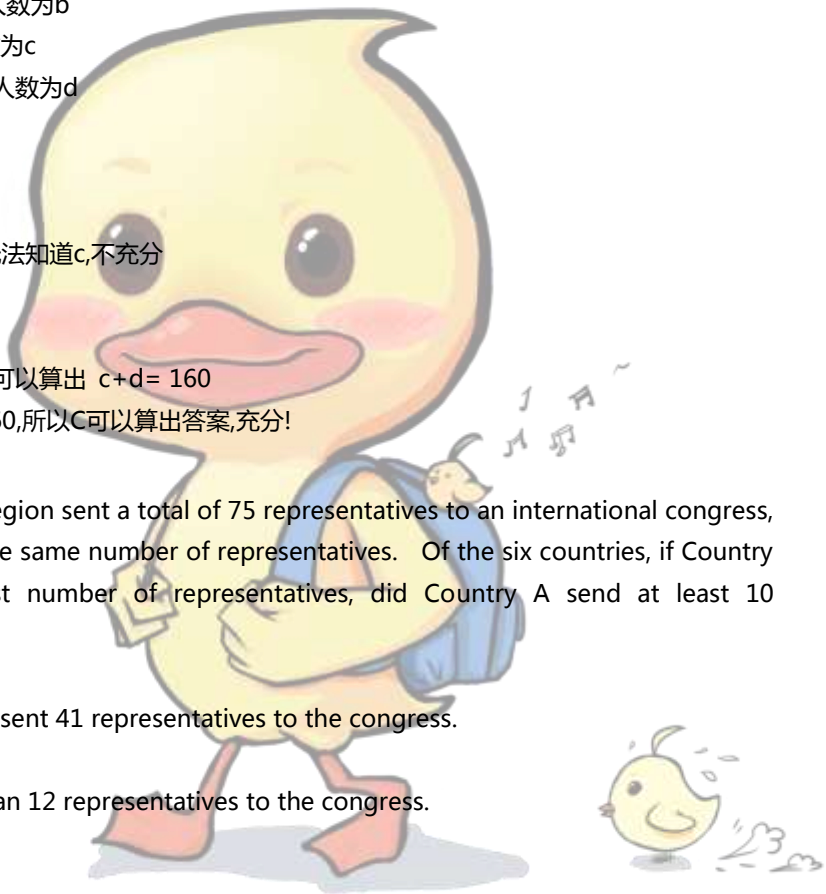 人数为b
为c
人数为d
法知道c,不充分
可以算出 c+d= 160
60,所以C可以算出答案,充分!
egion sent a total of 75 representatives to an international congress,
e same number of representatives. Of the six countries, if Country
st number of representatives, did Country A send at least 10
sent 41 representatives to the congress.
an 12 representatives to the congress.